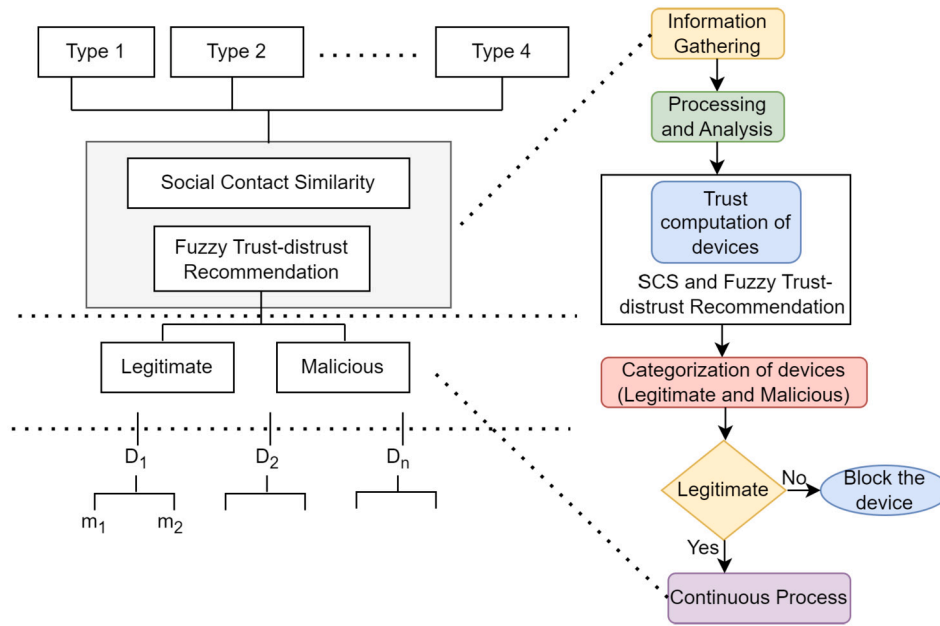 Type 1
Type 2
Type 4
Social Contact Similarity
Fuzzy Trust-distrust
Recommendation
Legitimate
Malicious
D₁
D₂
Dₙ
m₁
m₂
Information
Gathering
Processing
and Analysis
Trust
computation of
devices
SCS and Fuzzy Trust-
distrust Recommendation
Categorization of devices
(Legitimate and Malicious)
Legitimate
No
Block the
device
Yes
Continuous Process